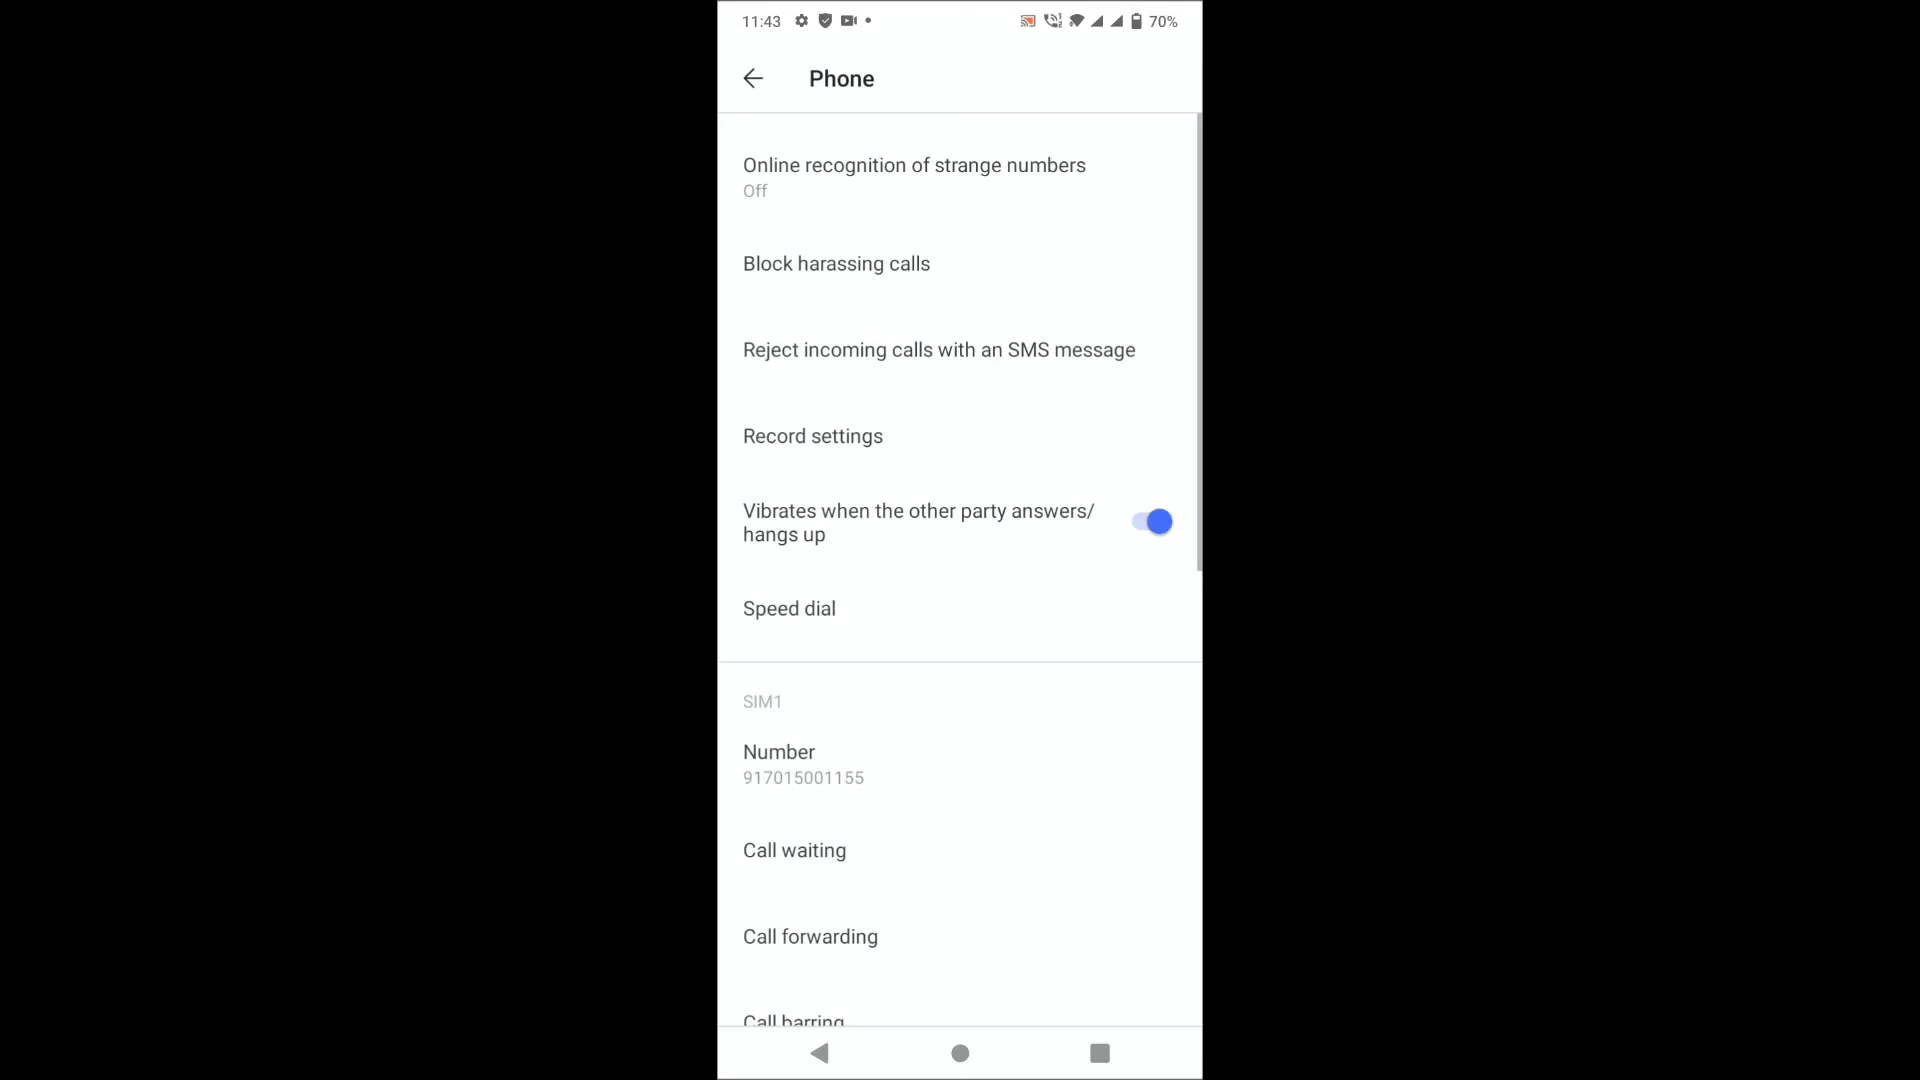 11:43 70%
Phone
Online recognition of strange numbers
Off
Block harassing calls
Reject incoming calls with an SMS message
Record settings
Vibrates when the other party answers/
hangs up
Speed dial
SIM1
Number
917015001155
Call waiting
Call forwarding
Call barring